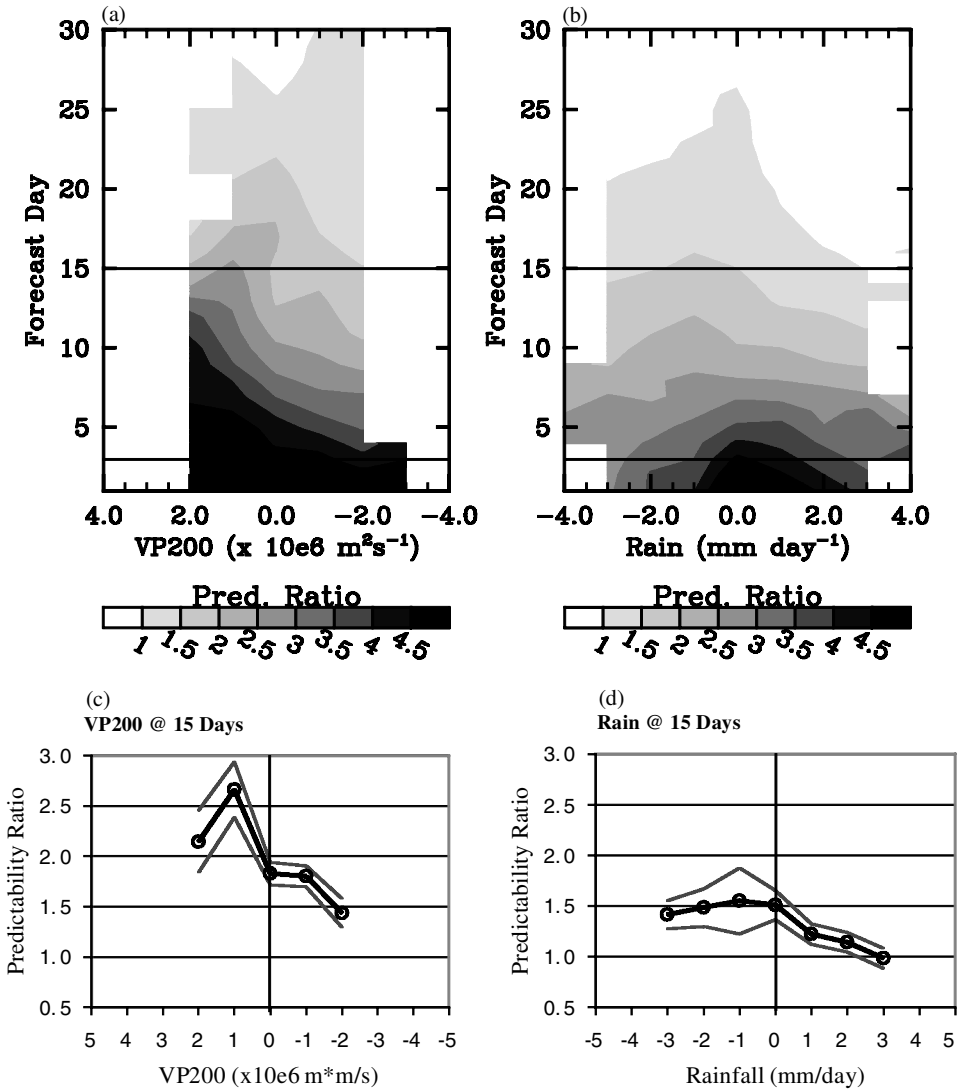 (a)
(b)
30
25
20
15
10
5
Forecast Day
4.0 2.0 0.0 -2.0 -4.0
VP200 (x 10e6 m²s⁻¹)
30
25
20
15
10
5
Forecast Day
-4.0 -2.0 0.0 2.0 4.0
Rain (mm day⁻¹)
Pred. Ratio
1 1.5 2 2.5 3 3.5 4 4.5
Pred. Ratio
1 1.5 2 2.5 3 3.5 4 4.5
(c)
VP200 @ 15 Days
3.0
2.5
2.0
1.5
1.0
0.5
Predictability Ratio
5 4 3 2 1 0 -1 -2 -3 -4 -5
VP200 (x10e6 m*m/s)
(d)
Rain @ 15 Days
3.0
2.5
2.0
1.5
1.0
0.5
Predictability Ratio
-5 -4 -3 -2 -1 0 1 2 3 4 5
Rainfall (mm/day)